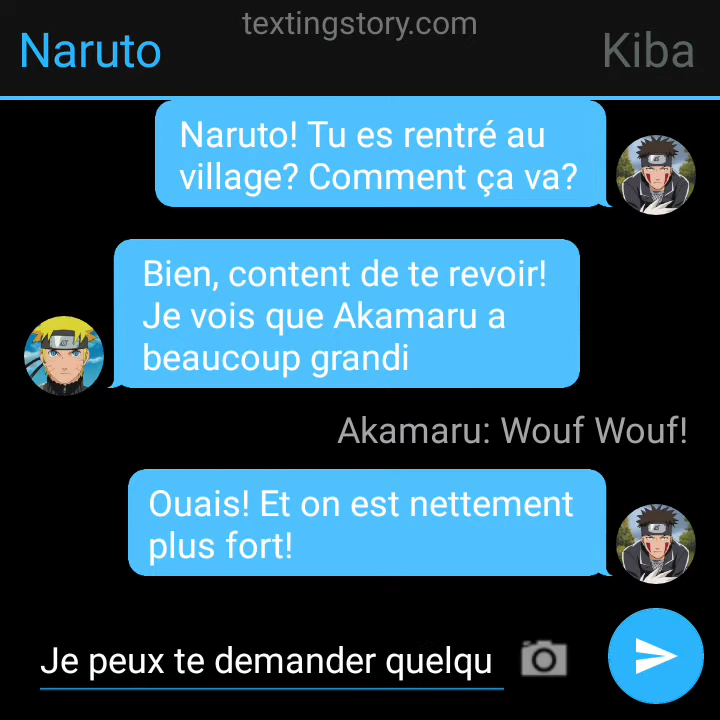 textingstory.com
Naruto
Kiba
Naruto! Tu es rentré au
village? Comment ça va?
Bien, content de te revoir!
Je vois que Akamaru a
beaucoup grandi
Akamaru: Wouf Wouf!
Ouais! Et on est nettement
plus fort!
Je peux te demander quelqu